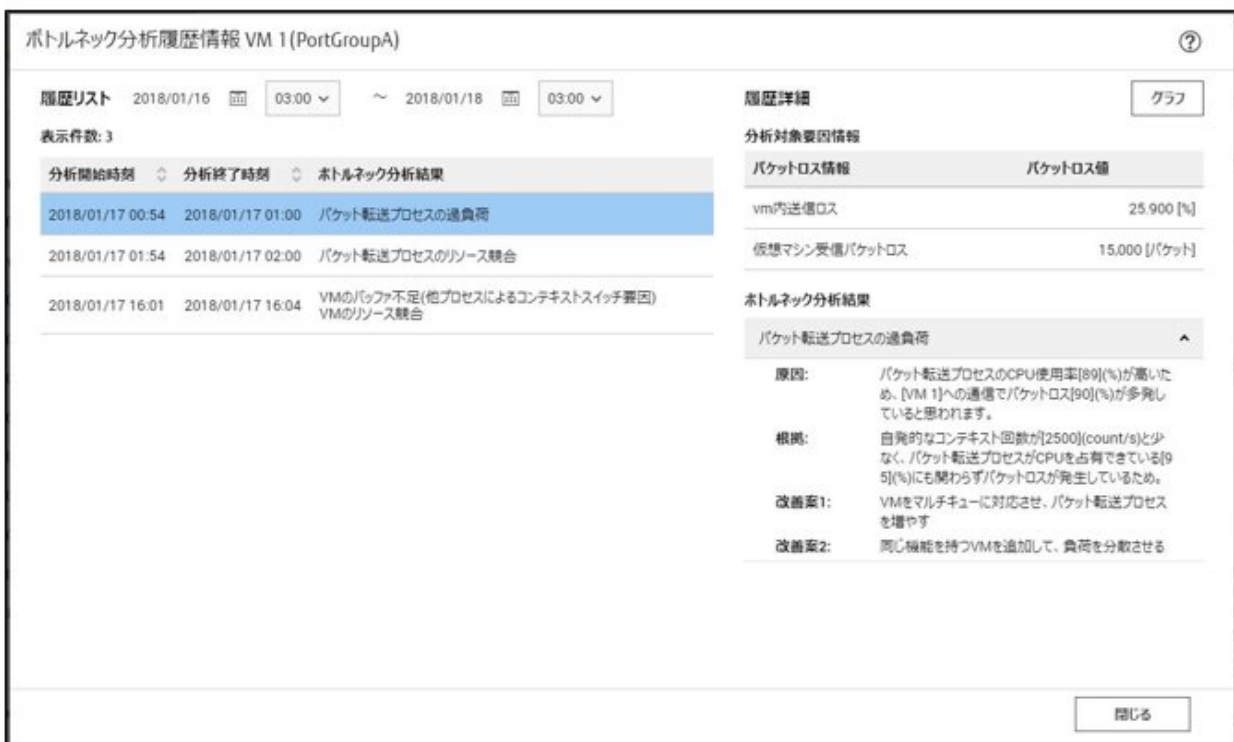 ボトルネック分析履歴情報 VM 1(PortGroupA)
履歴リスト 2018/01/16 03:00 ～ 2018/01/18 03:00
表示件数: 3
分析開始時刻 分析終了時刻 ボトルネック分析結果
2018/01/17 00:54 2018/01/17 01:00 パケット転送プロセスの過負荷
2018/01/17 01:54 2018/01/17 02:00 パケット転送プロセスのリソース競合
2018/01/17 16:01 2018/01/17 16:04 VMのバッファ不足(他プロセスによるコンテキストスイッチ要因)
VMのリソース競合
履歴詳細 グラフ
分析対象要因情報
パケットロス情報 パケットロス値
vm内送信ロス 25.900 [%]
仮想マシン受信パケットロス 15,000 [パケット]
ボトルネック分析結果
パケット転送プロセスの過負荷
原因: パケット転送プロセスのCPU使用率[89](%)が高いた
め、[VM 1]への通信でパケットロス[90](%)が多発し
ていると思われます。
根拠: 自発的なコンテキスト回数が[2500](count/s)と少
なく、パケット転送プロセスがCPUを占有できている[9
5](%)にも関わらずパケットロスが発生しているため。
改善案1: VMをマルチキューに対応させ、パケット転送プロセス
を増やす
改善案2: 同じ機能を持つVMを追加して、負荷を分散させる
閉じる